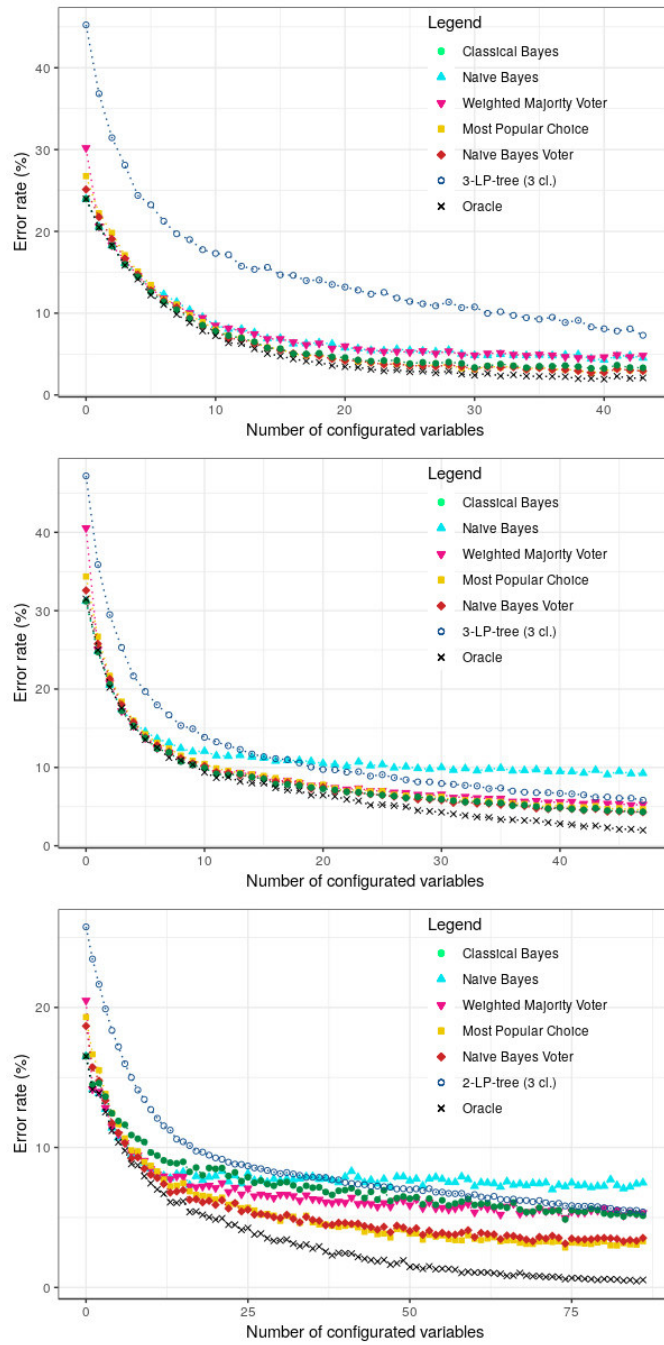 Legend
Classical Bayes
Naive Bayes
Weighted Majority Voter
Most Popular Choice
Naive Bayes Voter
3-LP-tree (3 cl.)
Oracle
Error rate (%)
40
30
20
10
0
0 10 20 30 40
Number of configurated variables
Legend
Classical Bayes
Naive Bayes
Weighted Majority Voter
Most Popular Choice
Naive Bayes Voter
3-LP-tree (3 cl.)
Oracle
Error rate (%)
40
30
20
10
0
0 10 20 30 40
Number of configurated variables
Legend
Classical Bayes
Naive Bayes
Weighted Majority Voter
Most Popular Choice
Naive Bayes Voter
2-LP-tree (3 cl.)
Oracle
Error rate (%)
20
10
0
0 25 50 75
Number of configurated variables